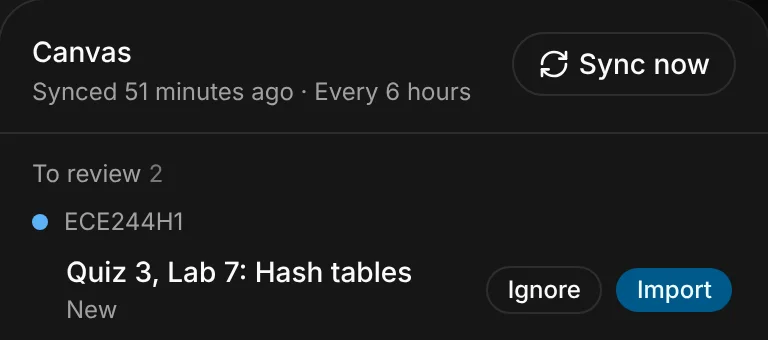 Canvas
Synced 51 minutes ago · Every 6 hours
Sync now
To review 2
ECE244H1
Quiz 3, Lab 7: Hash tables
New
Ignore
Import